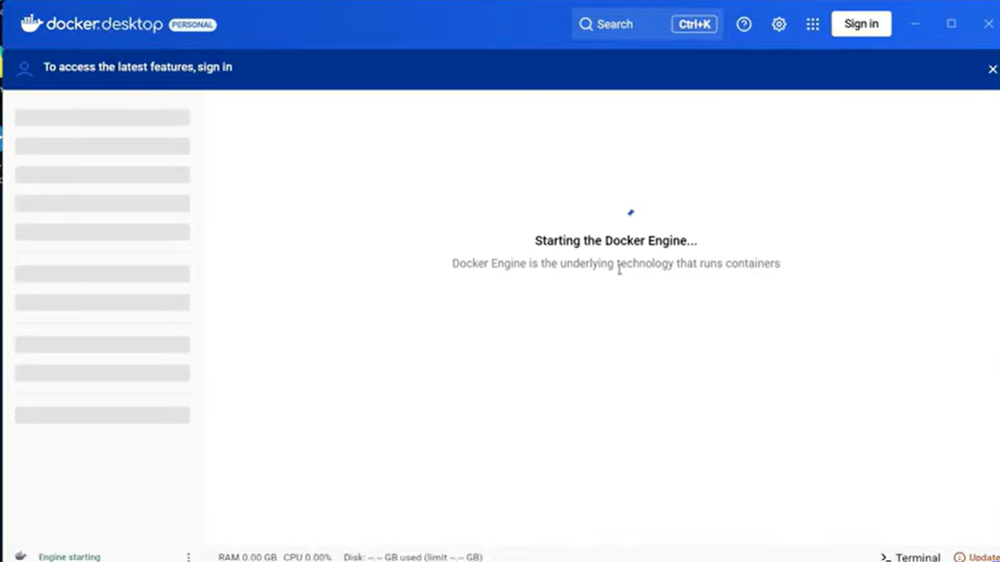 docker.desktop PERSONAL
Search Ctrl+K
Sign in
To access the latest features, sign in
Starting the Docker Engine...
Docker Engine is the underlying technology that runs containers
Engine starting
RAM 0.00 GB CPU 0.00% Disk: --.-- GB used (limit --.-- GB)
Terminal
Update